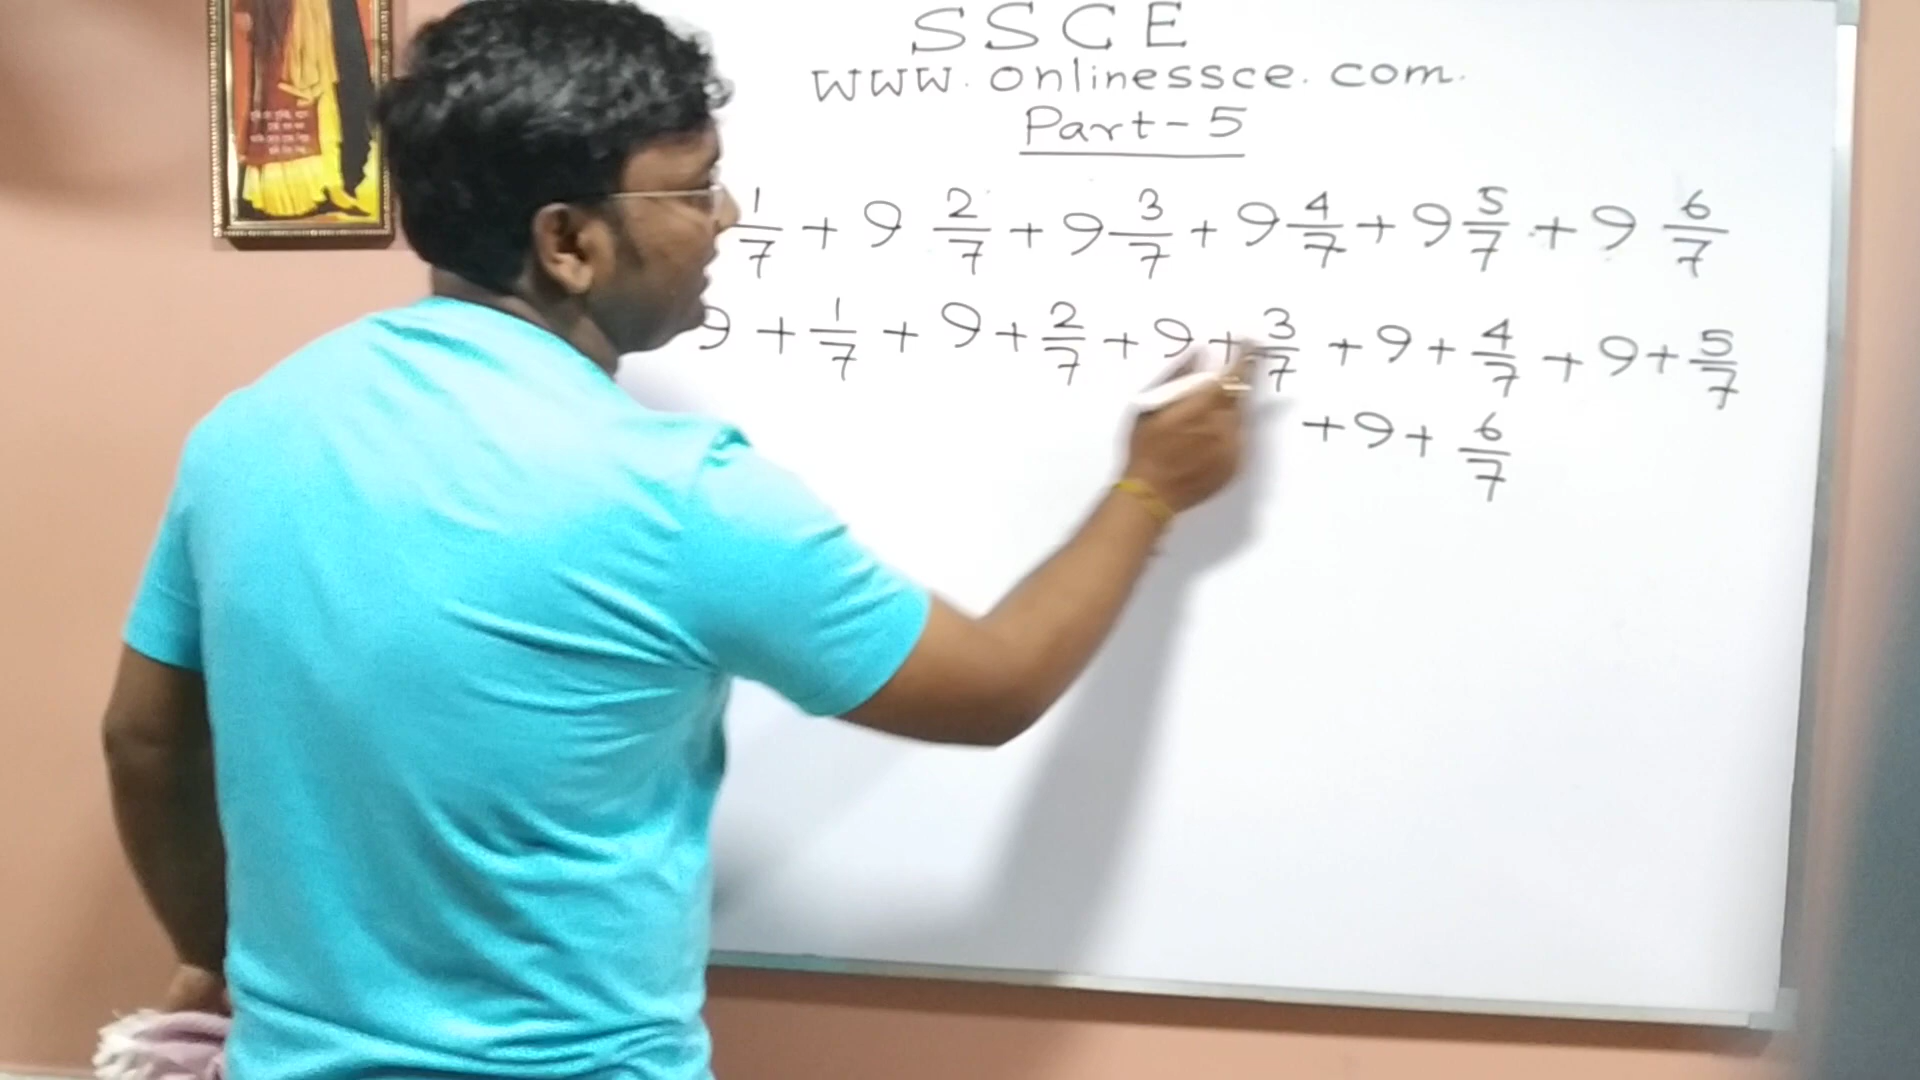 SSCE
www.onlinessce.com.
Part-5
1/7 + 9 2/7 + 9 3/7 + 9 4/7 + 9 5/7 + 9 6/7
9 + 1/7 + 9 + 2/7 + 9 + 3/7 + 9 + 4/7 + 9 + 5/7
+ 9 + 6/7